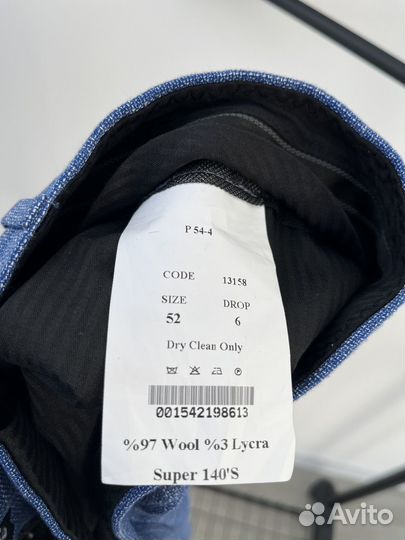 P 54-4
CODE 13158
SIZE DROP
52 6
Dry Clean Only
001542198613
%97 Wool %3 Lycra
Super 140'S
Avito